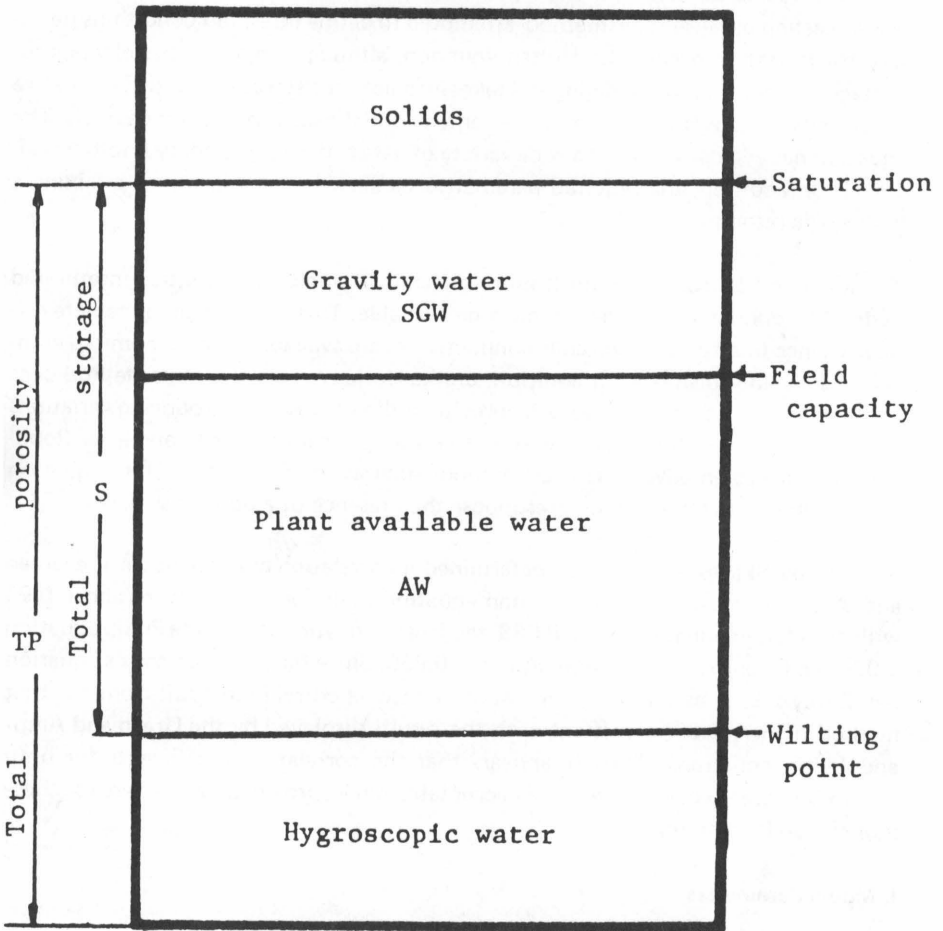 Solids
Saturation
Gravity water
SGW
Field
capacity
Plant available water
AW
Wilting
point
Hygroscopic water
Total porosity
TP
Total storage
S